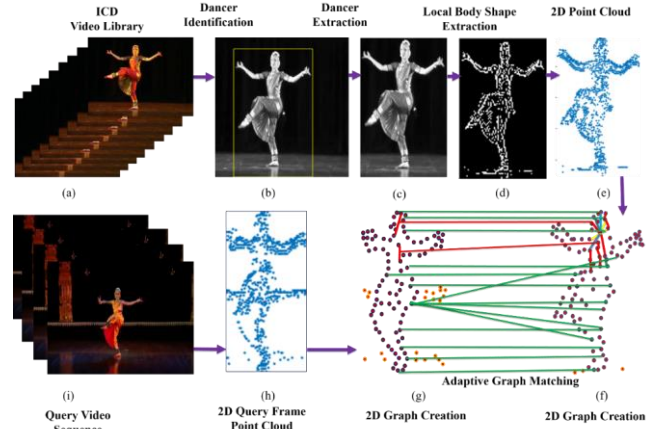 ICD
Video Library
Dancer
Identification
Dancer
Extraction
Local Body Shape
Extraction
2D Point Cloud
(a)
(b)
(c)
(d)
(e)
Adaptive Graph Matching
(i)
(h)
(g)
(f)
Query Video
Sequence
2D Query Frame
Point Cloud
2D Graph Creation
2D Graph Creation